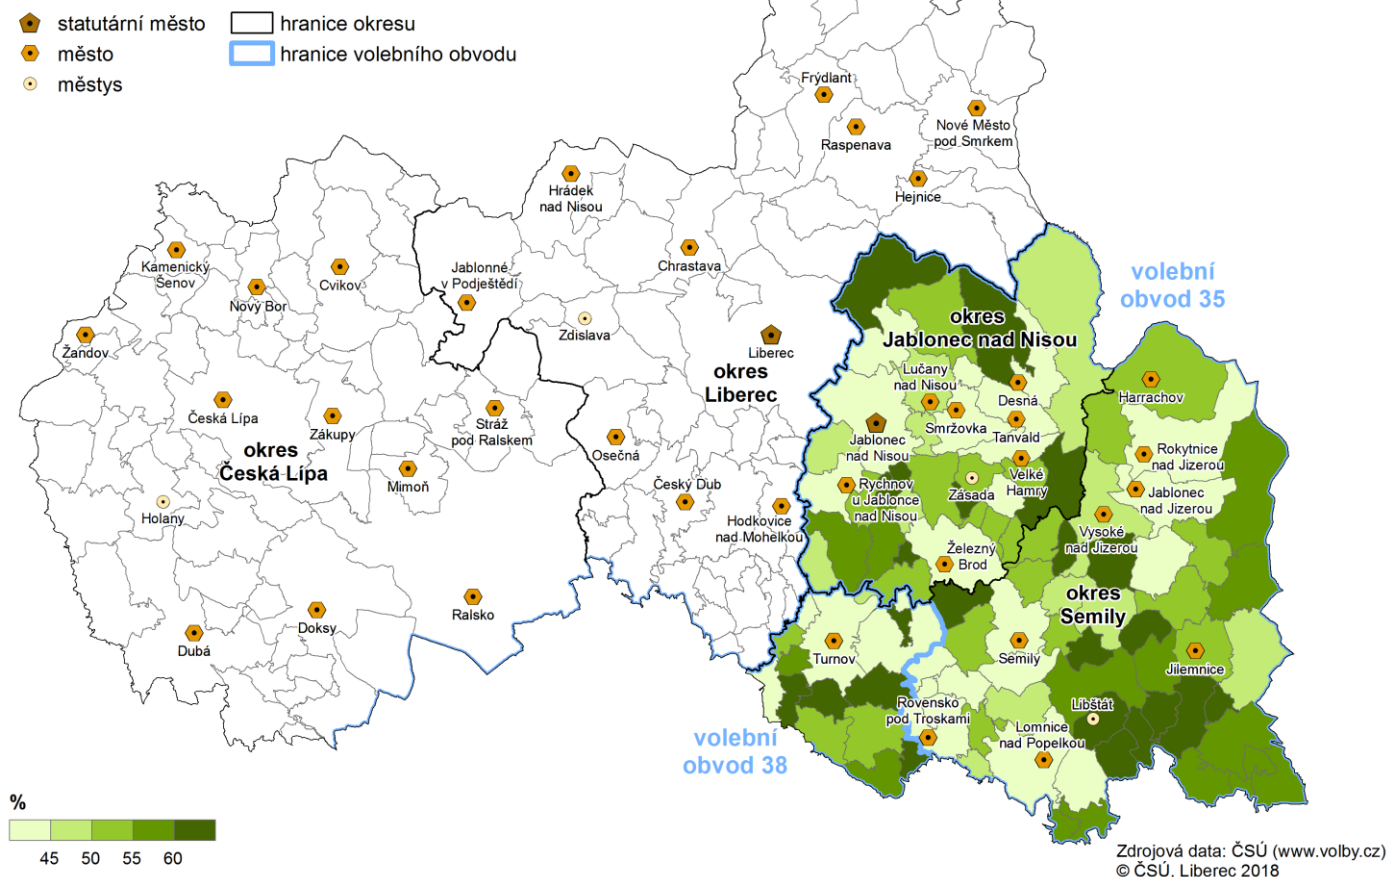 statutární město
město
městys
hranice okresu
hranice volebního obvodu
Frýdlant
Nové Město
pod Smrkem
Raspenava
Hejnice
Hrádek
nad Nisou
Chrastava
Kamenický
Šenov
Nový Bor
Cvikov
Jablonné
v Podještědí
Žandov
Zdislava
Liberec
okres
Liberec
volební
obvod 35
okres
Jablonec nad Nisou
Lučany
nad Nisou
Desná
Harrachov
Smržovka
Tanvald
Česká Lípa
Zákupy
Stráž
pod Ralskem
okres
Česká Lípa
Osečná
Jablonec
nad Nisou
Rokytnice
nad Jizerou
Mimoň
Český Dub
Rychnov
u Jablonce
nad Nisou
Zásada
Velké
Hamry
Jablonec
nad Jizerou
Holany
Hodkovice
nad Mohelkou
Vysoké
nad Jizerou
Železný
Brod
okres
Semily
Ralsko
Doksy
Dubá
Turnov
Semily
Jilemnice
Rovensko
pod Troskami
Libštát
Lomnice
nad Popelkou
volební
obvod 38
%
45 50 55 60
Zdrojová data: ČSÚ (www.volby.cz)
© ČSÚ, Liberec 2018